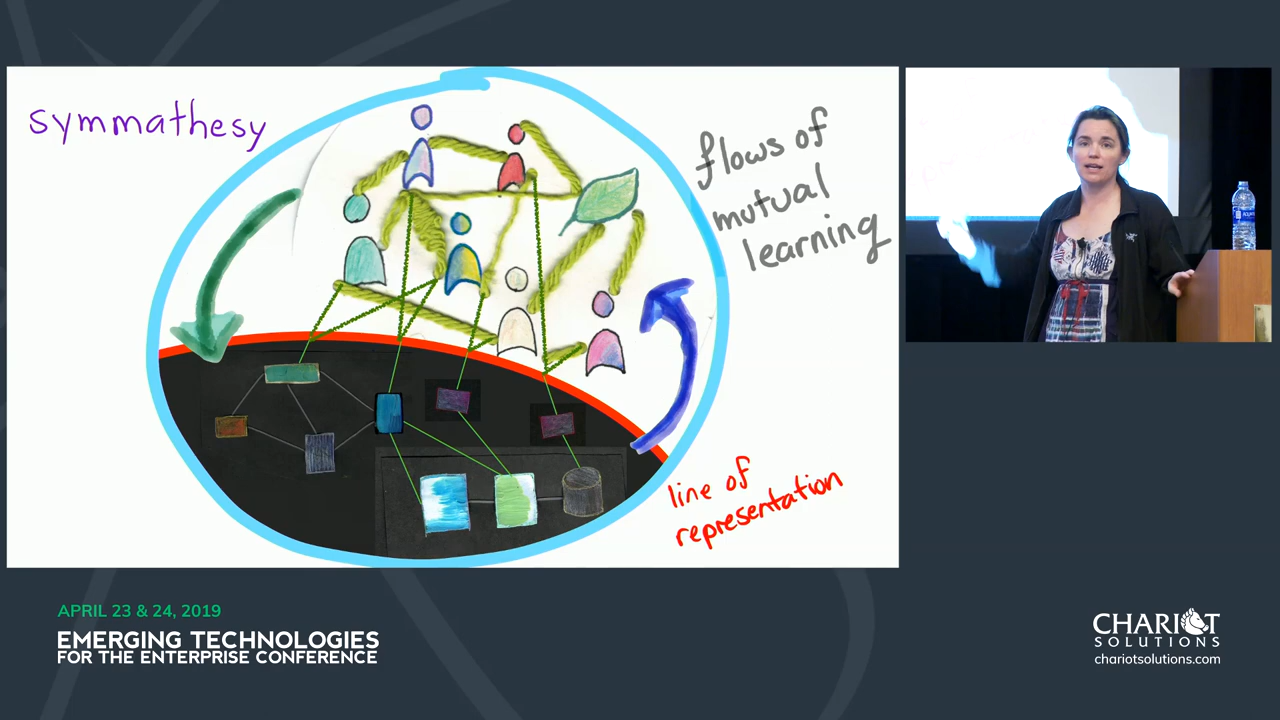 symmathesy
flows of
mutual
learning
line of
representation
APRIL 23 & 24, 2019
EMERGING TECHNOLOGIES
FOR THE ENTERPRISE CONFERENCE
CHARIOT
SOLUTIONS
chariotsolutions.com